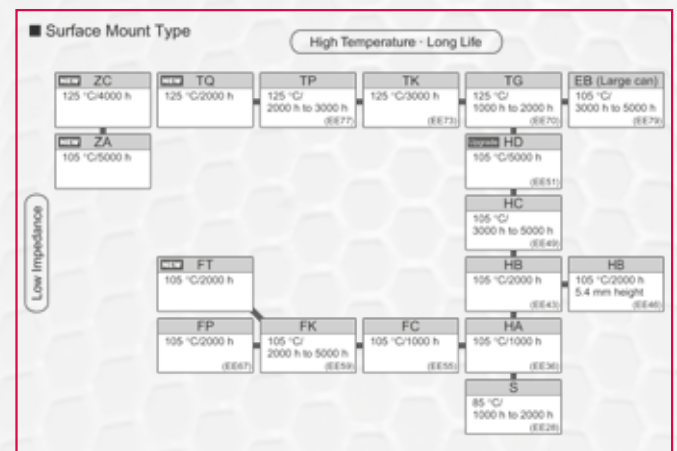 ■ Surface Mount Type
High Temperature · Long Life
Low Impedance
NEW ZC
125 °C/4000 h
NEW TQ
125 °C/2000 h
TP
125 °C/
2000 h to 3000 h
(EE77)
TK
125 °C/3000 h
(EE73)
TG
125 °C/
1000 h to 2000 h
(EE70)
EB (Large can)
105 °C/
3000 h to 5000 h
(EE79)
NEW ZA
105 °C/5000 h
Upgrade HD
105 °C/5000 h
(EE51)
HC
105 °C/
3000 h to 5000 h
(EE49)
NEW FT
105 °C/2000 h
HB
105 °C/2000 h
(EE43)
HB
105 °C/2000 h
5.4 mm height
(EE46)
FP
105 °C/2000 h
(EE67)
FK
105 °C/
2000 h to 5000 h
(EE59)
FC
105 °C/1000 h
(EE55)
HA
105 °C/1000 h
(EE36)
S
85 °C/
1000 h to 2000 h
(EE28)